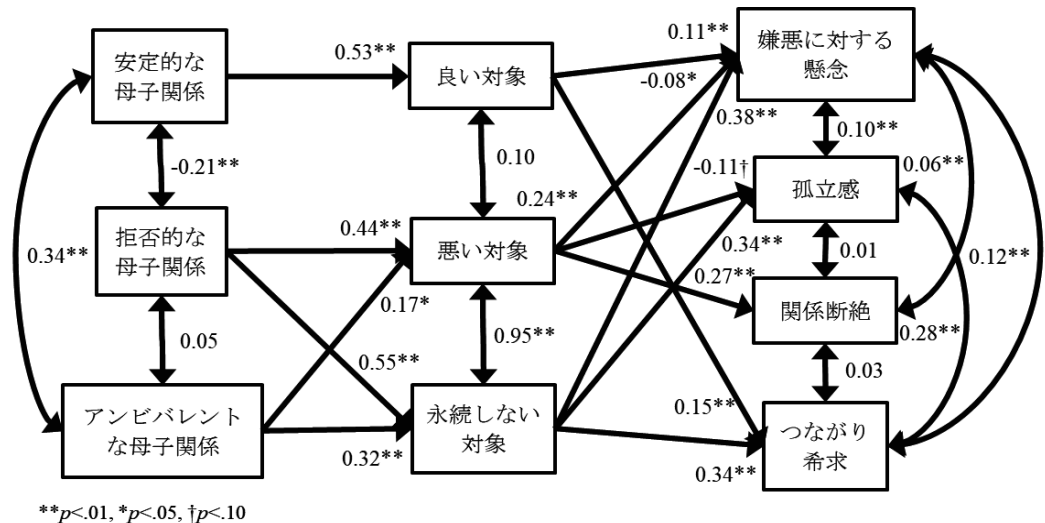 安定的な
母子関係
拒否的な
母子関係
アンビバレント
な母子関係
0.34**
-0.21**
0.05
0.53**
0.44**
0.17*
0.55**
0.32**
良い対象
悪い対象
永続しない
対象
0.10
0.95**
0.11**
-0.08*
0.38**
-0.11†
0.24**
0.34**
0.27**
0.15**
0.34**
嫌悪に対する
懸念
孤立感
関係断絶
つながり
希求
0.10**
0.01
0.03
0.06**
0.12**
0.28**
**p<.01, *p<.05, †p<.10